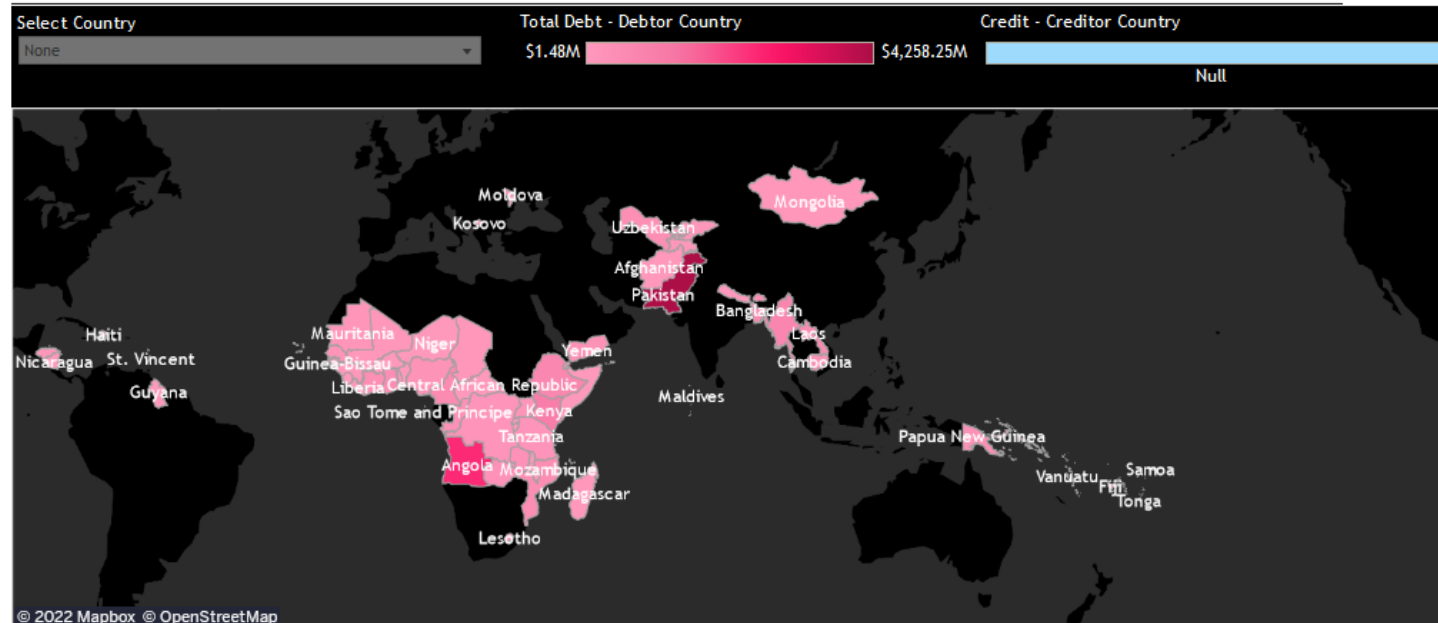 Select Country
Total Debt - Debtor Country
Credit - Creditor Country
None
$1.48M
$4,258.25M
Null
Moldova
Mongolia
Kosovo
Uzbekistan
Afghanistan
Pakistan
Bangladesh
Haiti
Mauritania
Niger
Laos
Yemen
Nicaragua
St. Vincent
Guinea-Bissau
Cambodia
Liberia
Central African Republic
Guyana
Maldives
Sao Tome and Principe
Kenya
Tanzania
Papua New Guinea
Angola
Mozambique
Samoa
Vanuatu
Fiji
Madagascar
Tonga
Lesotho
© 2022 Mapbox © OpenStreetMap